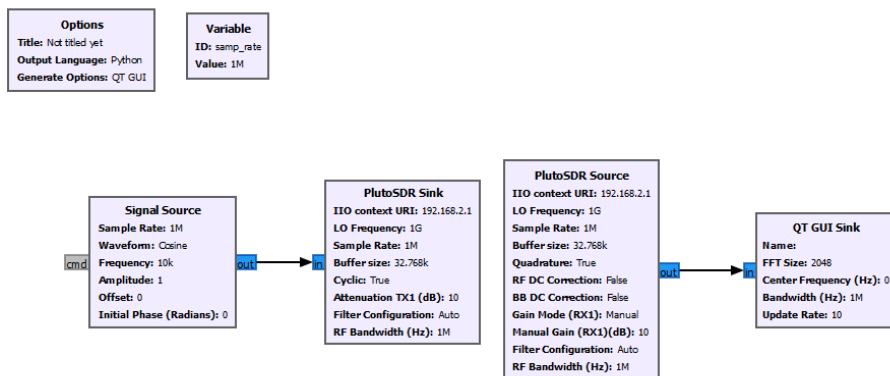 Options
Title: Not titled yet
Output Language: Python
Generate Options: QT GUI
Variable
ID: samp_rate
Value: 1M
Signal Source
Sample Rate: 1M
Waveform: Cosine
Frequency: 10k
Amplitude: 1
Offset: 0
Initial Phase (Radians): 0
cmd
out
in
PlutoSDR Sink
IIO context URI: 192.168.2.1
LO Frequency: 1G
Sample Rate: 1M
Buffer size: 32.768k
Cyclic: True
Attenuation TX1 (dB): 10
Filter Configuration: Auto
RF Bandwidth (Hz): 1M
PlutoSDR Source
IIO context URI: 192.168.2.1
LO Frequency: 1G
Sample Rate: 1M
Buffer size: 32.768k
Quadrature: True
RF DC Correction: False
BB DC Correction: False
Gain Mode (RX1): Manual
Manual Gain (RX1)(dB): 10
Filter Configuration: Auto
RF Bandwidth (Hz): 1M
out
in
QT GUI Sink
Name:
FFT Size: 2048
Center Frequency (Hz): 0
Bandwidth (Hz): 1M
Update Rate: 10